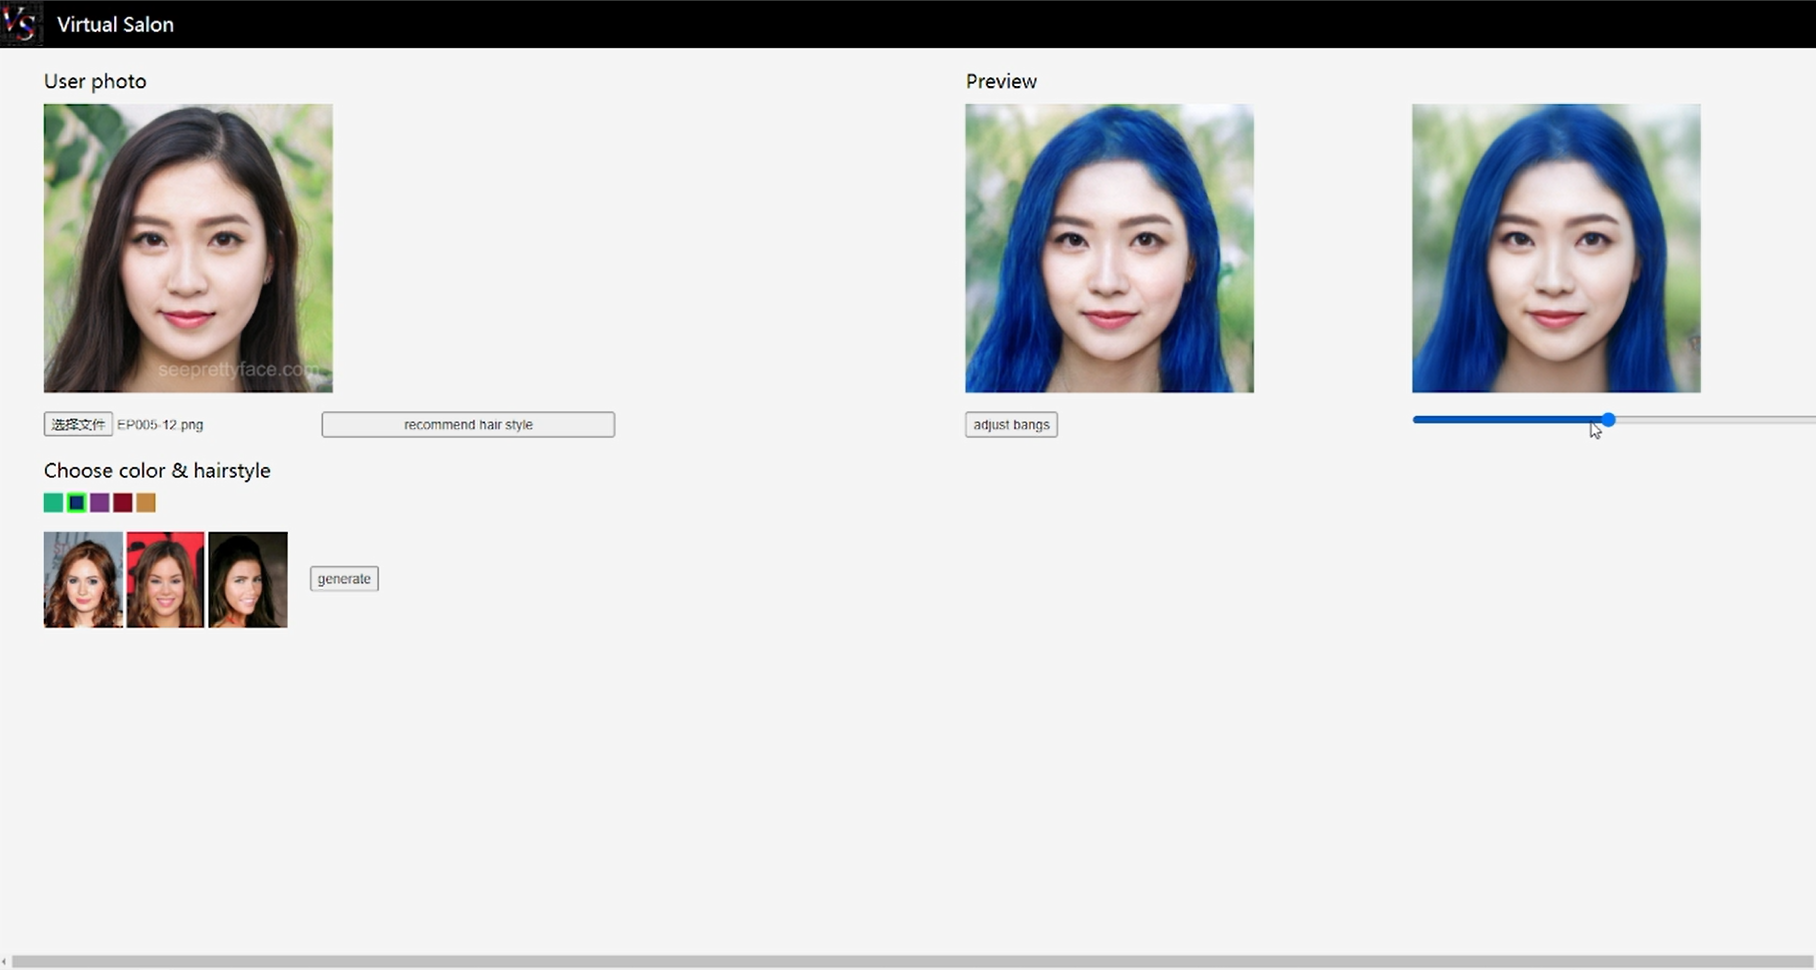 VS
Virtual Salon
User photo
Preview
seeprettyface.com
选择文件 EP005-12.png
recommend hair style
adjust bangs
Choose color & hairstyle
generate